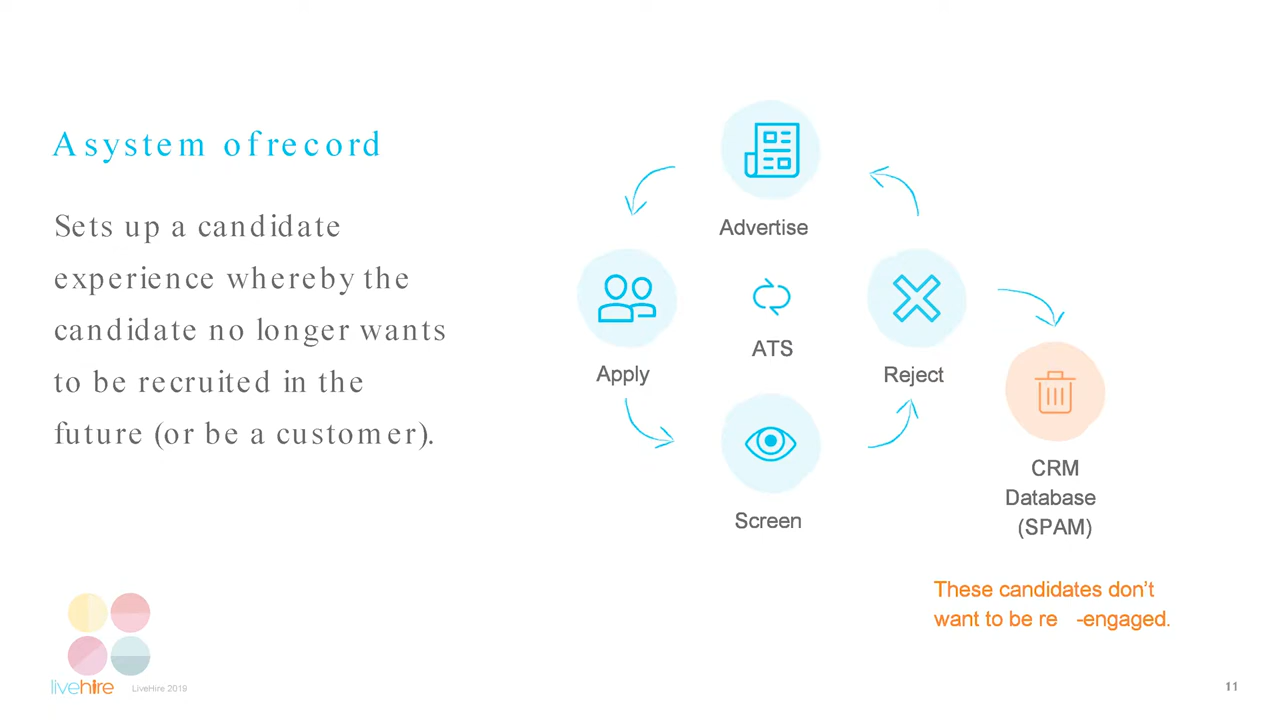 A system of record
Sets up a candidate
experience whereby the
candidate no longer wants
to be recruited in the
future (or be a customer).
Advertise
Apply
ATS
Reject
Screen
CRM
Database
(SPAM)
These candidates don’t
want to be re -engaged.
livehire
LiveHire 2019
11